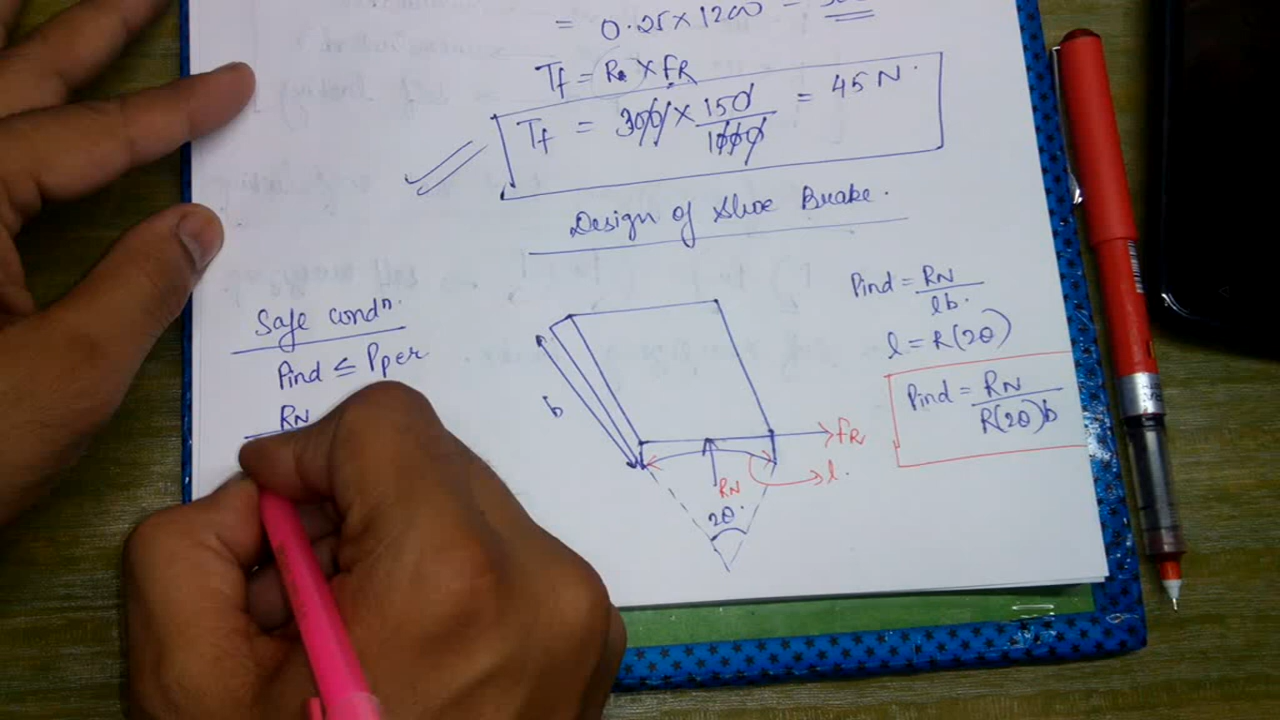 = 0.25 × 1200 =
Tf = R × fR
Tf = 300 × 150 / 1000 = 45 N.
Design of Shoe Brake.
Safe condⁿ.
Pind ≤ Pper
RN
b
fR
l.
RN
2θ.
Pind = RN / lb.
l = R(2θ)
Pind = RN / R(2θ)b